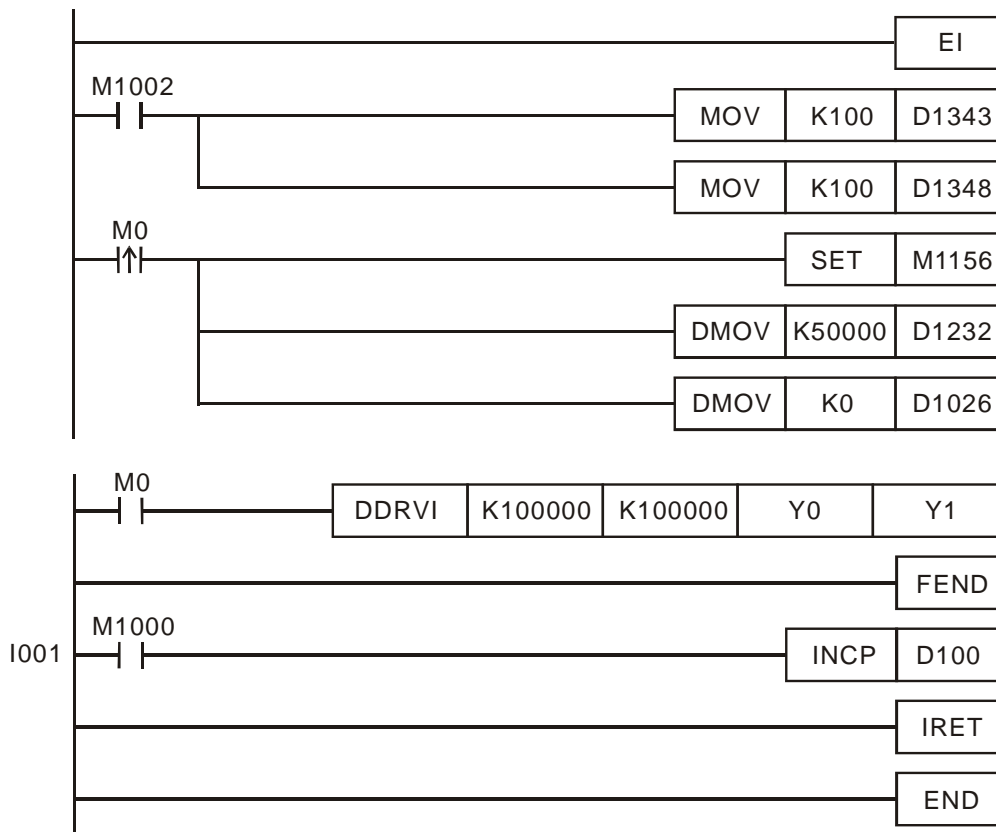 EI
M1002
MOV K100 D1343
MOV K100 D1348
M0
SET M1156
DMOV K50000 D1232
DMOV K0 D1026
M0
DDRVI K100000 K100000 Y0 Y1
FEND
M1000
I001 INCP D100
IRET
END